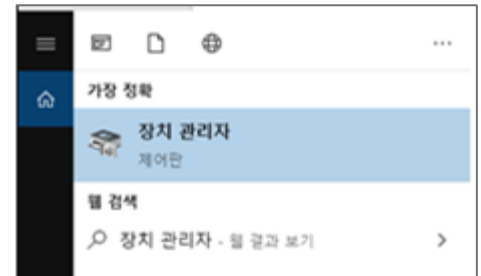 가장 정확
장치 관리자
제어판
웹 검색
장치 관리자 - 웹 결과 보기